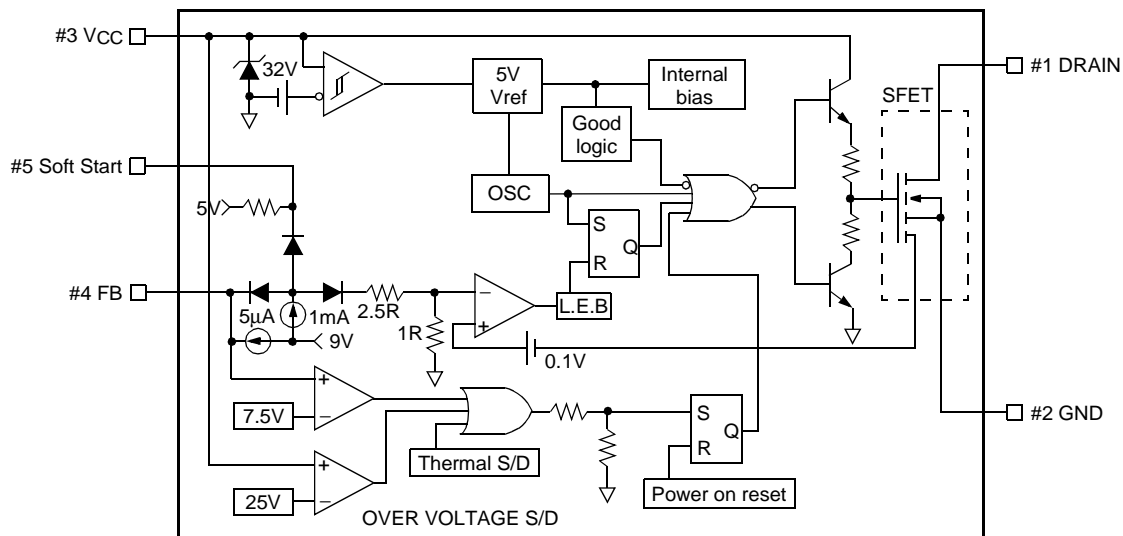 #3 VCC
32V
5V
Vref
Internal
bias
#1 DRAIN
SFET
Good
logic
#5 Soft Start
OSC
5V
S
R
Q
#4 FB
5μA
1mA
9V
2.5R
1R
−
+
L.E.B
0.1V
+
−
7.5V
Thermal S/D
S
R
Q
#2 GND
+
−
25V
Power on reset
OVER VOLTAGE S/D